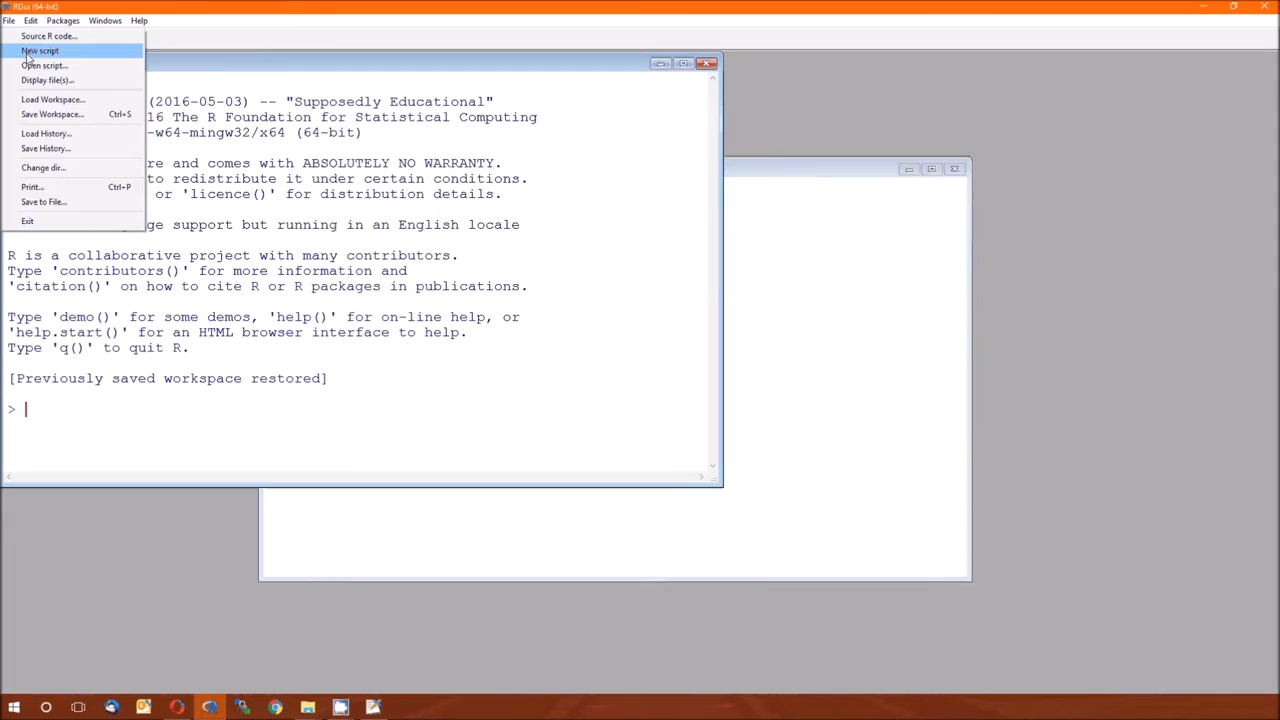 RGui (64-bit)
File Edit Packages Windows Help
Source R code...
New script
Open script...
Display file(s)...
Load Workspace...
Save Workspace... Ctrl+S
Load History...
Save History...
Change dir...
Print... Ctrl+P
Save to File...
Exit
(2016-05-03) -- "Supposedly Educational"
16 The R Foundation for Statistical Computing
-w64-mingw32/x64 (64-bit)
re and comes with ABSOLUTELY NO WARRANTY.
to redistribute it under certain conditions.
or 'licence()' for distribution details.
ge support but running in an English locale
R is a collaborative project with many contributors.
Type 'contributors()' for more information and
'citation()' on how to cite R or R packages in publications.
Type 'demo()' for some demos, 'help()' for on-line help, or
'help.start()' for an HTML browser interface to help.
Type 'q()' to quit R.
[Previously saved workspace restored]
>